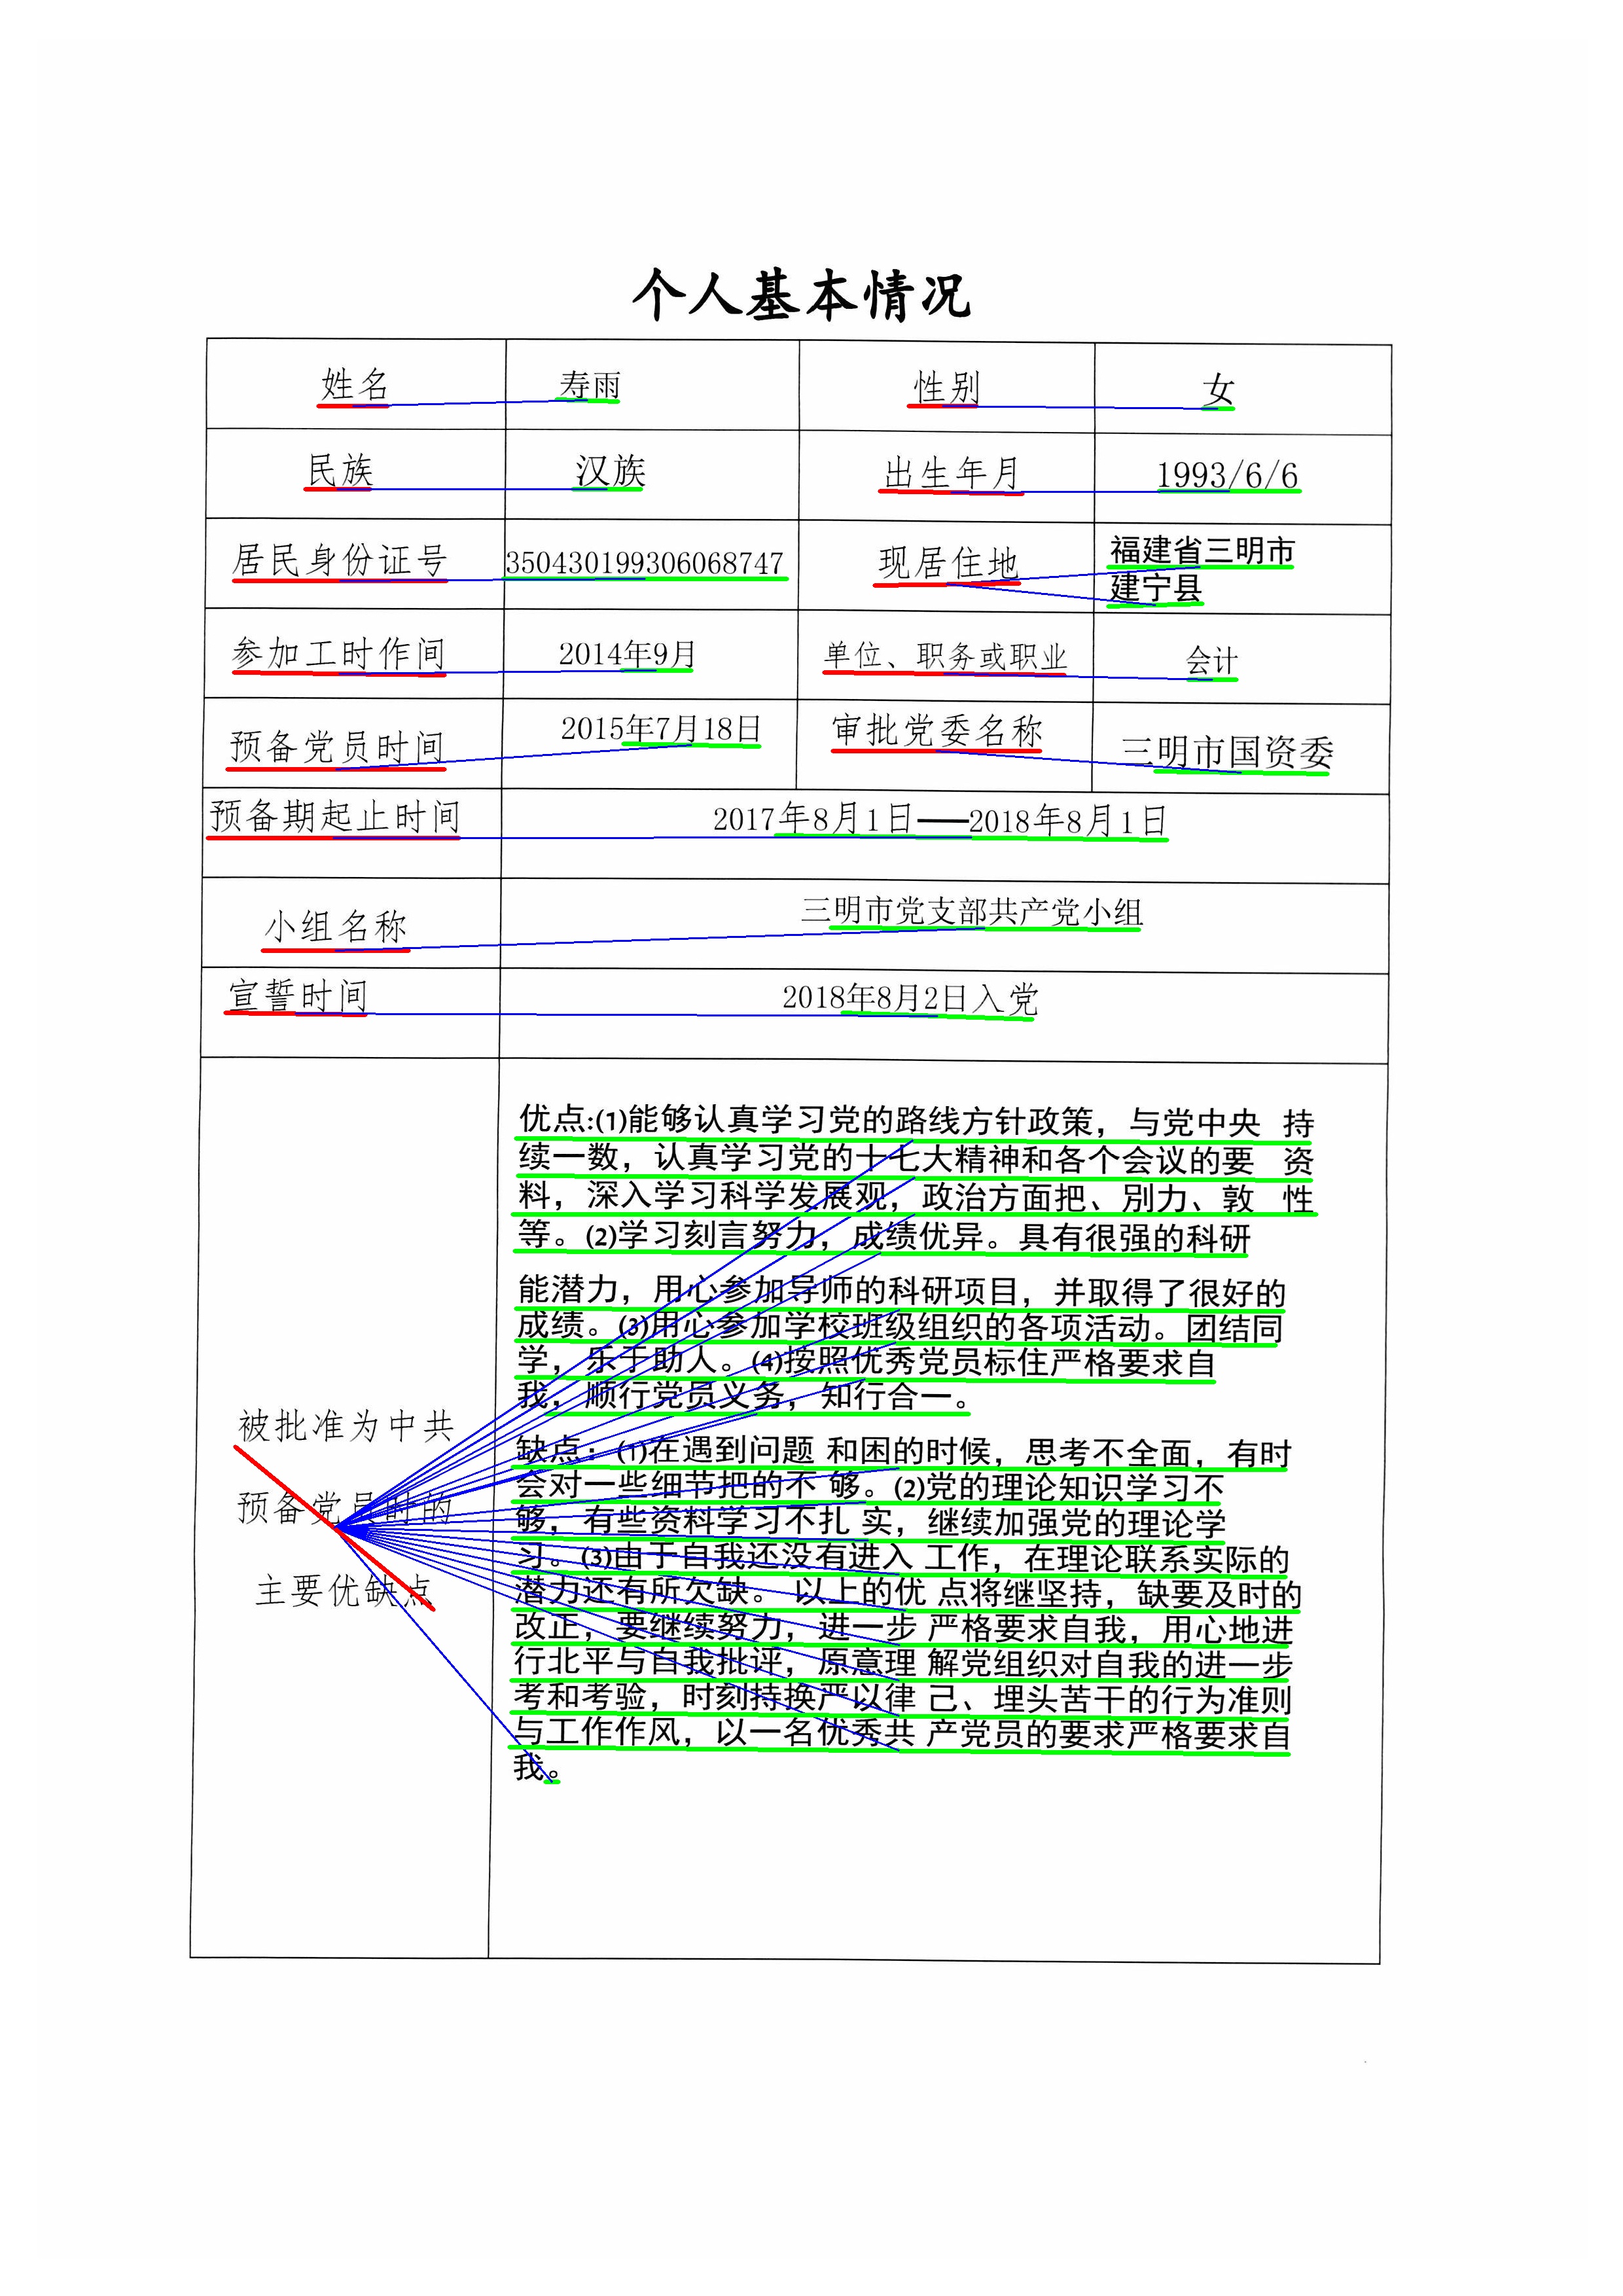 个人基本情况
姓名 寿雨 性别 女
民族 汉族 出生年月 1993/6/6
居民身份证号 350430199306068747 现居住地 福建省三明市
建宁县
参加工时作间 2014年9月 单位、职务或职业 会计
预备党员时间 2015年7月18日 审批党委名称 三明市国资委
预备期起止时间 2017年8月1日——2018年8月1日
小组名称 三明市党支部共产党小组
宣誓时间 2018年8月2日入党
被批准为中共
预备党员时的
主要优缺点
优点:(1)能够认真学习党的路线方针政策，与党中央 持
续一数，认真学习党的十七大精神和各个会议的要 资
料，深入学习科学发展观，政治方面把、别力、敦 性
等。(2)学习刻言努力，成绩优异。具有很强的科研
能潜力，用心参加导师的科研项目，并取得了很好的
成绩。(3)用心参加学校班级组织的各项活动。团结同
学，乐于助人。(4)按照优秀党员标住严格要求自
我，顺行党员义务，知行合一。
缺点：(1)在遇到问题 和困的时候，思考不全面，有时
会对一些细节把的不 够。(2)党的理论知识学习不
够，有些资料学习不扎 实，继续加强党的理论学
习。(3)由于自我还没有进入 工作，在理论联系实际的
潜力还有所欠缺。 以上的优 点将继坚持，缺要及时的
改正，要继续努力，进一步 严格要求自我，用心地进
行北平与自我批评，原意理 解党组织对自我的进一步
考和考验，时刻持换严以律 己、埋头苦干的行为准则
与工作作风，以一名优秀共 产党员的要求严格要求自
我。